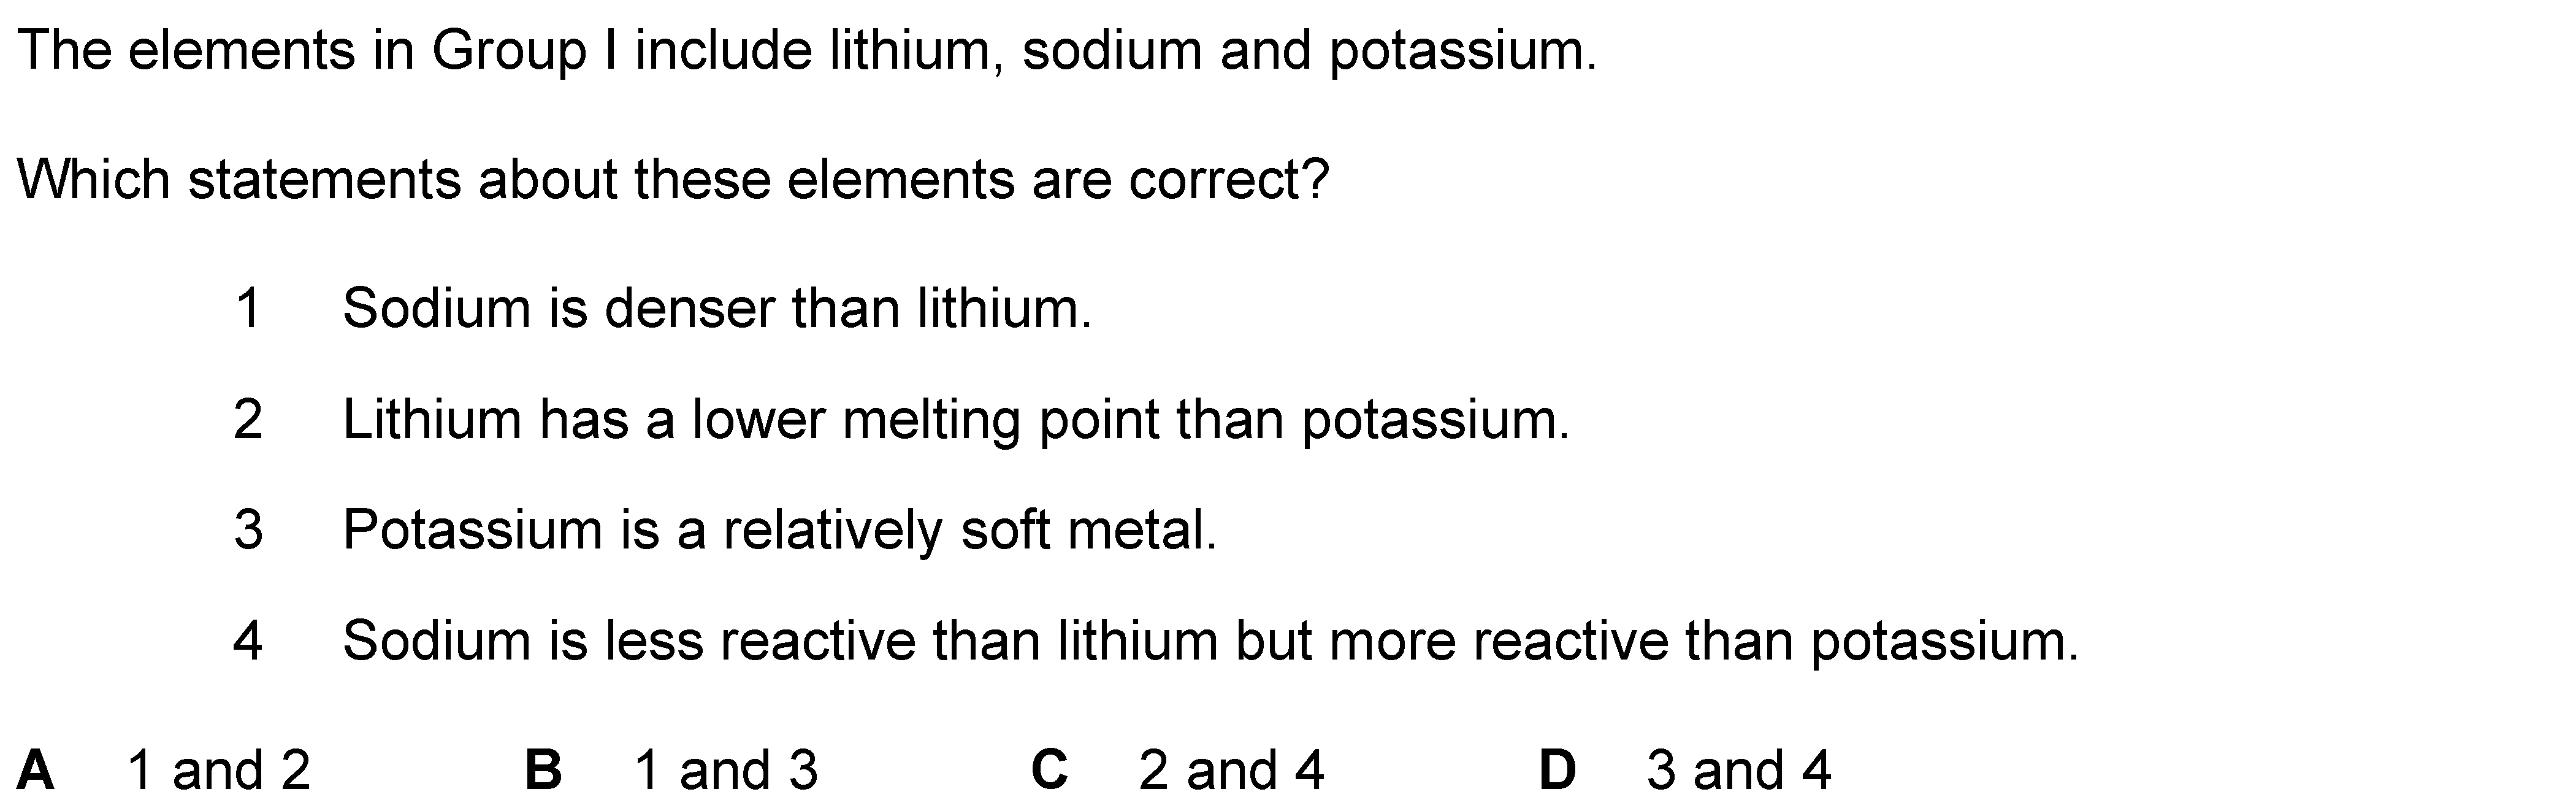 The elements in Group I include lithium, sodium and potassium.
Which statements about these elements are correct?
1 Sodium is denser than lithium.
2 Lithium has a lower melting point than potassium.
3 Potassium is a relatively soft metal.
4 Sodium is less reactive than lithium but more reactive than potassium.
A 1 and 2 B 1 and 3 C 2 and 4 D 3 and 4